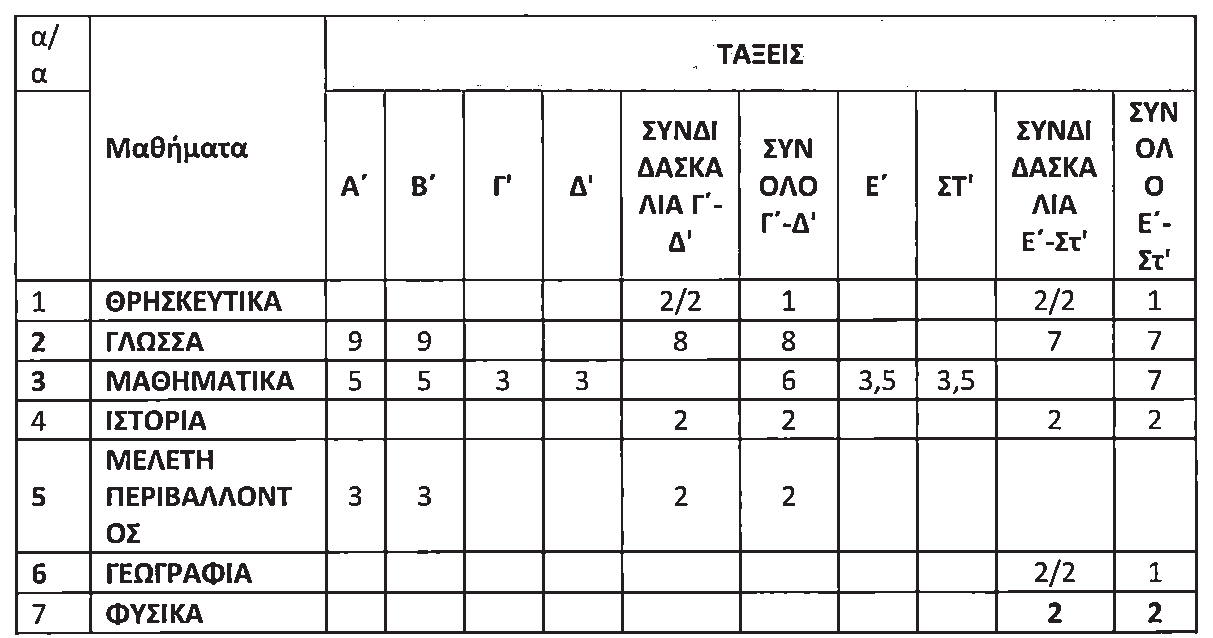 α/ α Μαθήματα ΤΑΞΕΙΣ
Α΄ Β΄ Γ' Δ' ΣΥΝΔΙ ΔΑΣΚΑ ΛΙΑ Γ΄- Δ' ΣΥΝ ΟΛΟ Γ΄-Δ' Ε΄ ΣΤ' ΣΥΝΔΙ ΔΑΣΚΑ ΛΙΑ Ε΄-Στ' ΣΥΝ ΟΛ Ο Ε΄- Στ'
1 ΘΡΗΣΚΕΥΤΙΚΑ 2/2 1 2/2 1
2 ΓΛΩΣΣΑ 9 9 8 8 7 7
3 ΜΑΘΗΜΑΤΙΚΑ 5 5 3 3 6 3,5 3,5 7
4 ΙΣΤΟΡΙΑ 2 2 2 2
5 ΜΕΛΕΤΗ ΠΕΡΙΒΑΛΛΟΝΤ ΟΣ 3 3 2 2
6 ΓΕΩΓΡΑΦΙΑ 2/2 1
7 ΦΥΣΙΚΑ 2 2